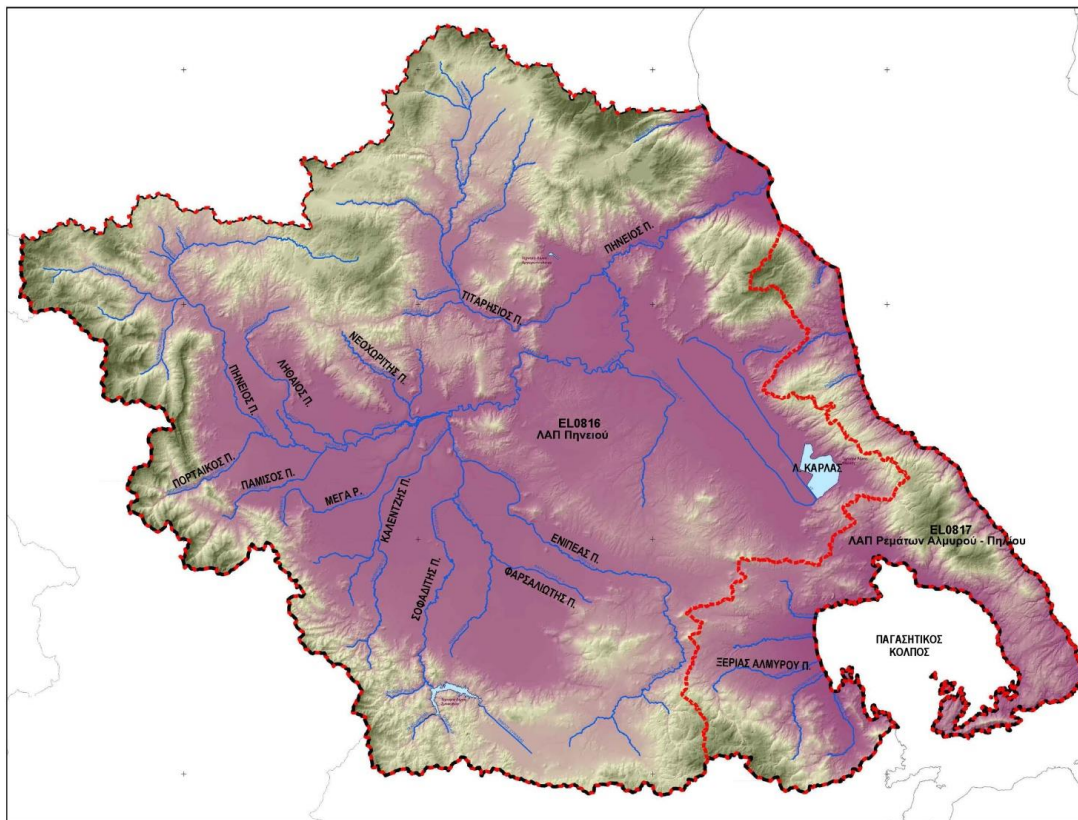 ΠΗΝΕΙΟΣ Π.
ΤΙΤΑΡΗΣΙΟΣ Π.
ΝΕΟΧΩΡΙΤΗΣ Π.
ΛΗΘΑΙΟΣ Π.
ΠΗΝΕΙΟΣ Π.
EL0816
ΛΑΠ Πηνειού
ΠΟΡΤΑΙΚΟΣ Π.
ΠΑΜΙΣΟΣ Π.
ΜΕΓΑ Ρ.
ΚΑΛΕΝΤΖΗΣ Π.
Λ. ΚΑΡΛΑΣ
EL0817
ΛΑΠ Ρεμάτων Αλμυρού - Πηλίου
ΕΝΙΠΕΑΣ Π.
ΦΑΡΣΑΛΙΩΤΗΣ Π.
ΣΟΦΑΔΙΤΗΣ Π.
ΠΑΓΑΣΗΤΙΚΟΣ
ΚΟΛΠΟΣ
ΞΕΡΙΑΣ ΑΛΜΥΡΟΥ Π.